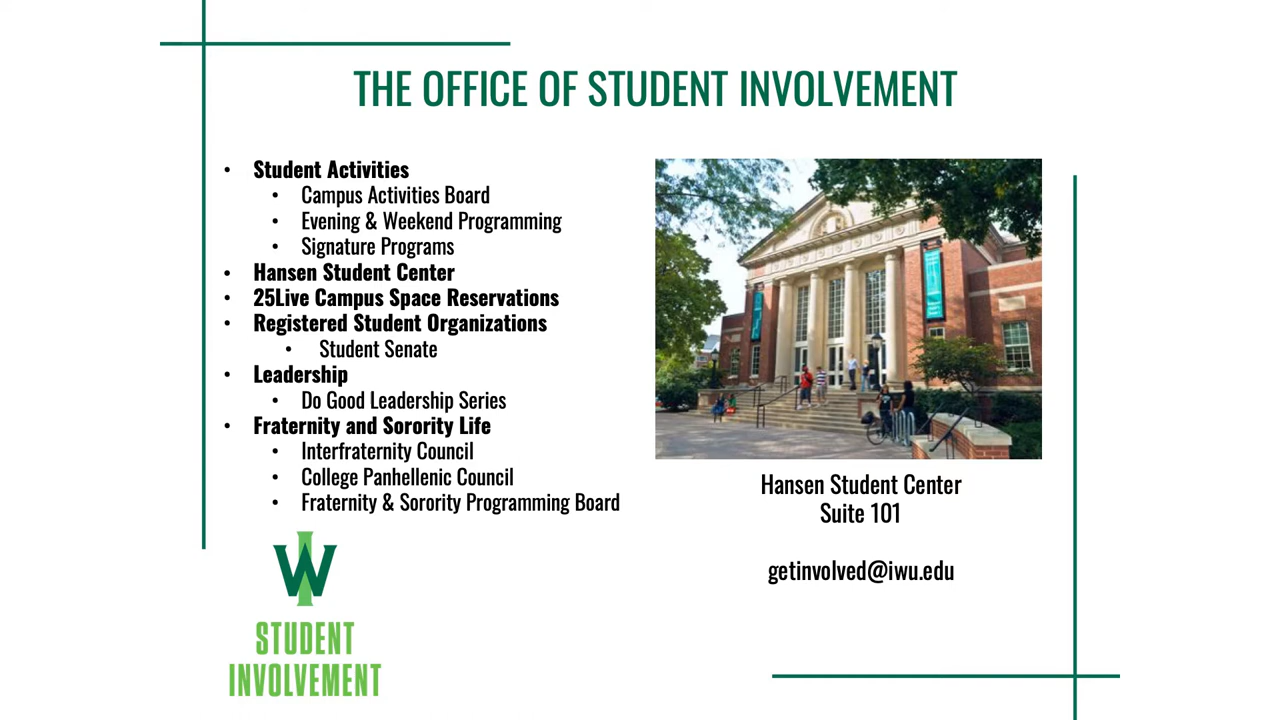 THE OFFICE OF STUDENT INVOLVEMENT
• Student Activities
• Campus Activities Board
• Evening & Weekend Programming
• Signature Programs
• Hansen Student Center
• 25Live Campus Space Reservations
• Registered Student Organizations
• Student Senate
• Leadership
• Do Good Leadership Series
• Fraternity and Sorority Life
• Interfraternity Council
• College Panhellenic Council
• Fraternity & Sorority Programming Board
IW
STUDENT
INVOLVEMENT
Hansen Student Center
Suite 101
getinvolved@iwu.edu